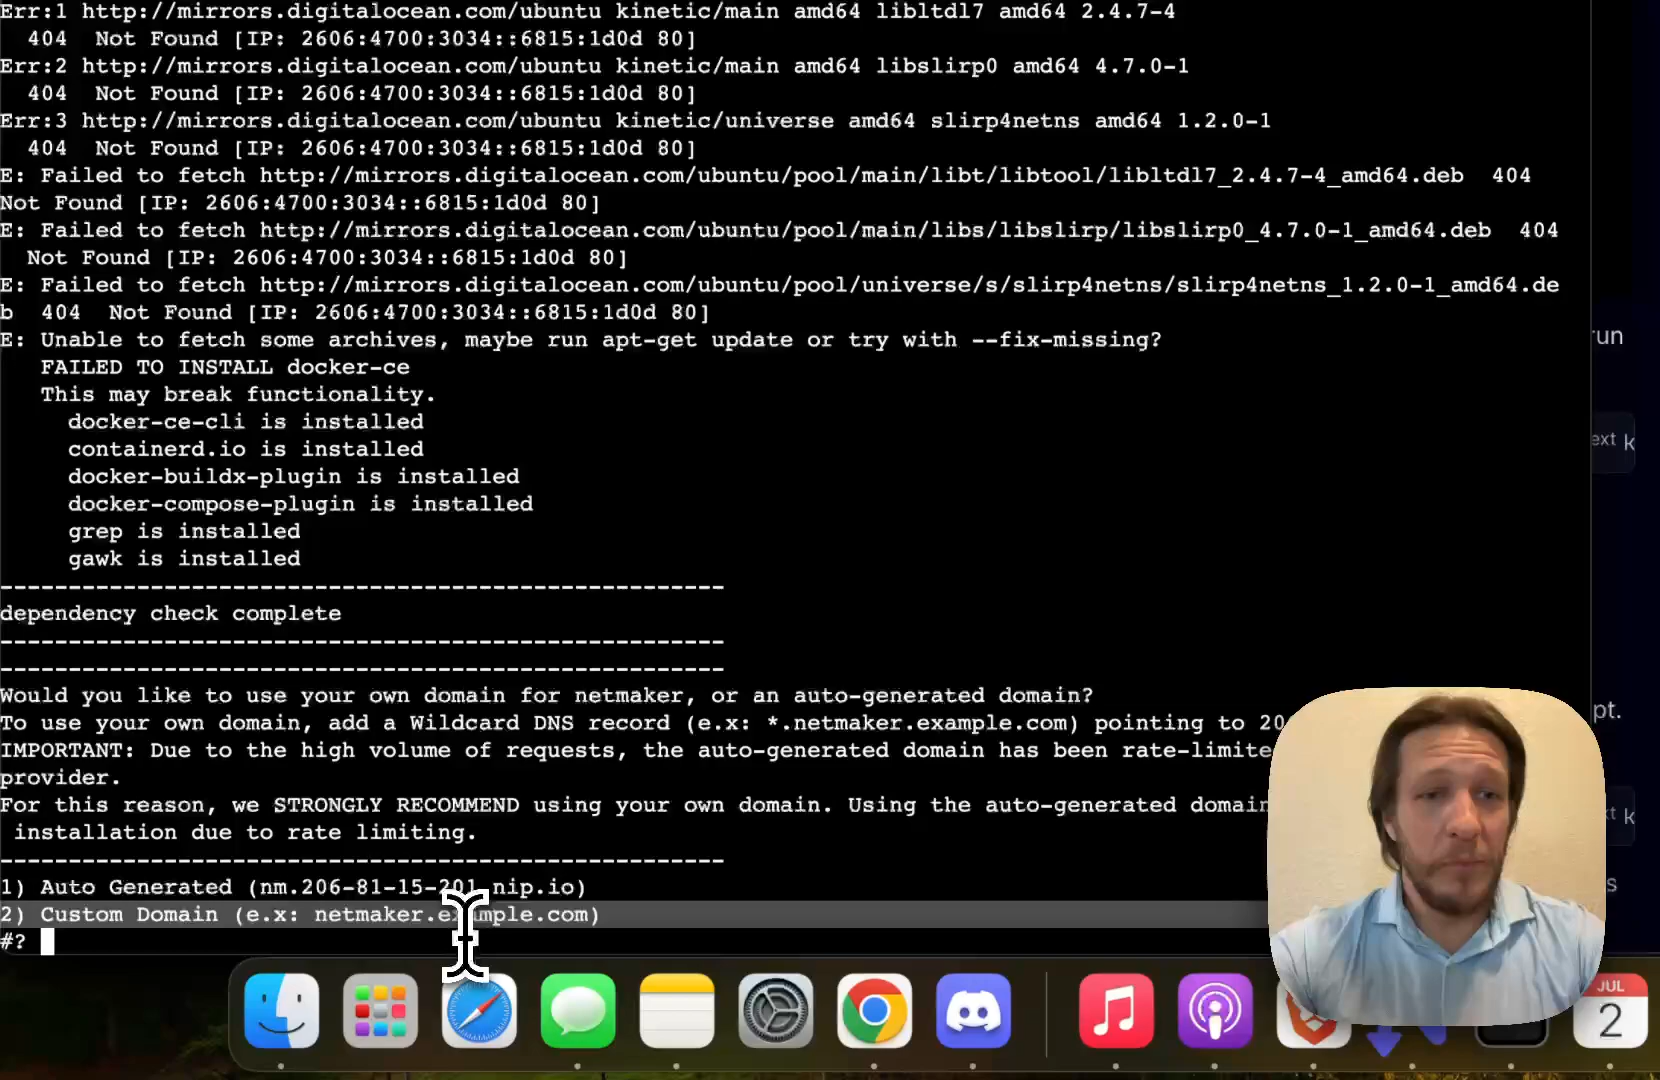 Err:1 http://mirrors.digitalocean.com/ubuntu kinetic/main amd64 libltdl7 amd64 2.4.7-4
404  Not Found [IP: 2606:4700:3034::6815:1d0d 80]
Err:2 http://mirrors.digitalocean.com/ubuntu kinetic/main amd64 libslirp0 amd64 4.7.0-1
404  Not Found [IP: 2606:4700:3034::6815:1d0d 80]
Err:3 http://mirrors.digitalocean.com/ubuntu kinetic/universe amd64 slirp4netns amd64 1.2.0-1
404  Not Found [IP: 2606:4700:3034::6815:1d0d 80]
E: Failed to fetch http://mirrors.digitalocean.com/ubuntu/pool/main/libt/libtool/libltdl7_2.4.7-4_amd64.deb  404
Not Found [IP: 2606:4700:3034::6815:1d0d 80]
E: Failed to fetch http://mirrors.digitalocean.com/ubuntu/pool/main/libs/libslirp/libslirp0_4.7.0-1_amd64.deb  404
Not Found [IP: 2606:4700:3034::6815:1d0d 80]
E: Failed to fetch http://mirrors.digitalocean.com/ubuntu/pool/universe/s/slirp4netns/slirp4netns_1.2.0-1_amd64.de
b  404  Not Found [IP: 2606:4700:3034::6815:1d0d 80]
E: Unable to fetch some archives, maybe run apt-get update or try with --fix-missing?
run
FAILED TO INSTALL docker-ce
This may break functionality.
docker-ce-cli is installed
ext k
containerd.io is installed
docker-buildx-plugin is installed
docker-compose-plugin is installed
grep is installed
gawk is installed
-----------------------------------------------------
dependency check complete
-----------------------------------------------------
-----------------------------------------------------
Would you like to use your own domain for netmaker, or an auto-generated domain?
pt.
To use your own domain, add a Wildcard DNS record (e.x: *.netmaker.example.com) pointing to 20
IMPORTANT: Due to the high volume of requests, the auto-generated domain has been rate-limite
provider.
For this reason, we STRONGLY RECOMMEND using your own domain. Using the auto-generated domain
xt k
installation due to rate limiting.
-----------------------------------------------------
s
1) Auto Generated (nm.206-81-15-201.nip.io)
2) Custom Domain (e.x: netmaker.example.com)
#?
JUL
2